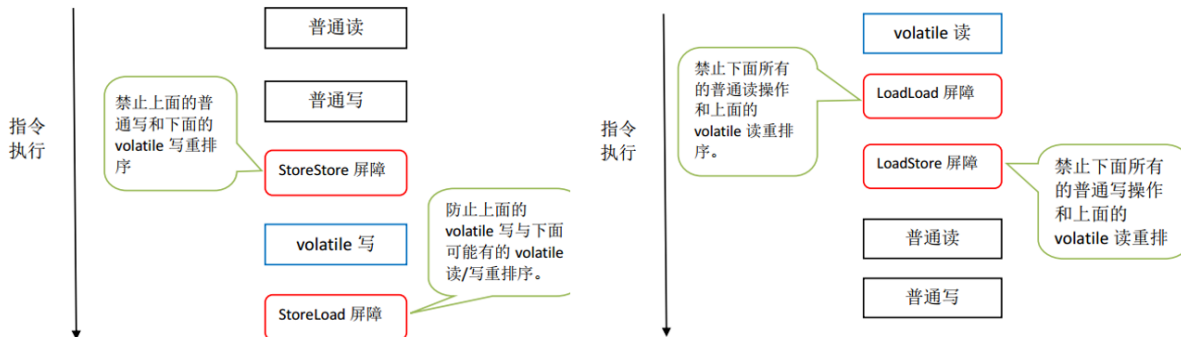 指令
执行
普通读
普通写
禁止上面的普
通写和下面的
volatile 写重排
序
StoreStore 屏障
volatile 写
防止上面的
volatile 写与下面
可能有的 volatile
读/写重排序。
StoreLoad 屏障
指令
执行
volatile 读
禁止下面所有
的普通读操作
和上面的
volatile 读重排
序。
LoadLoad 屏障
LoadStore 屏障
禁止下面所有
的普通写操作
和上面的
volatile 读重排
普通读
普通写